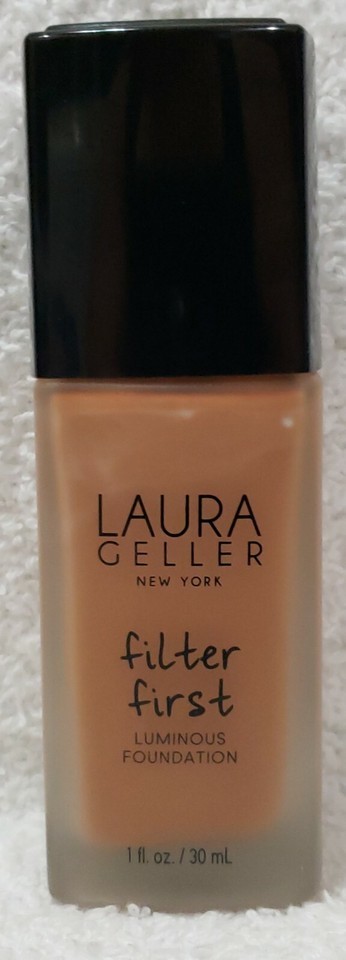 LAURA
GELLER
NEW YORK
filter
first
LUMINOUS
FOUNDATION
1 fl. oz. / 30 mL